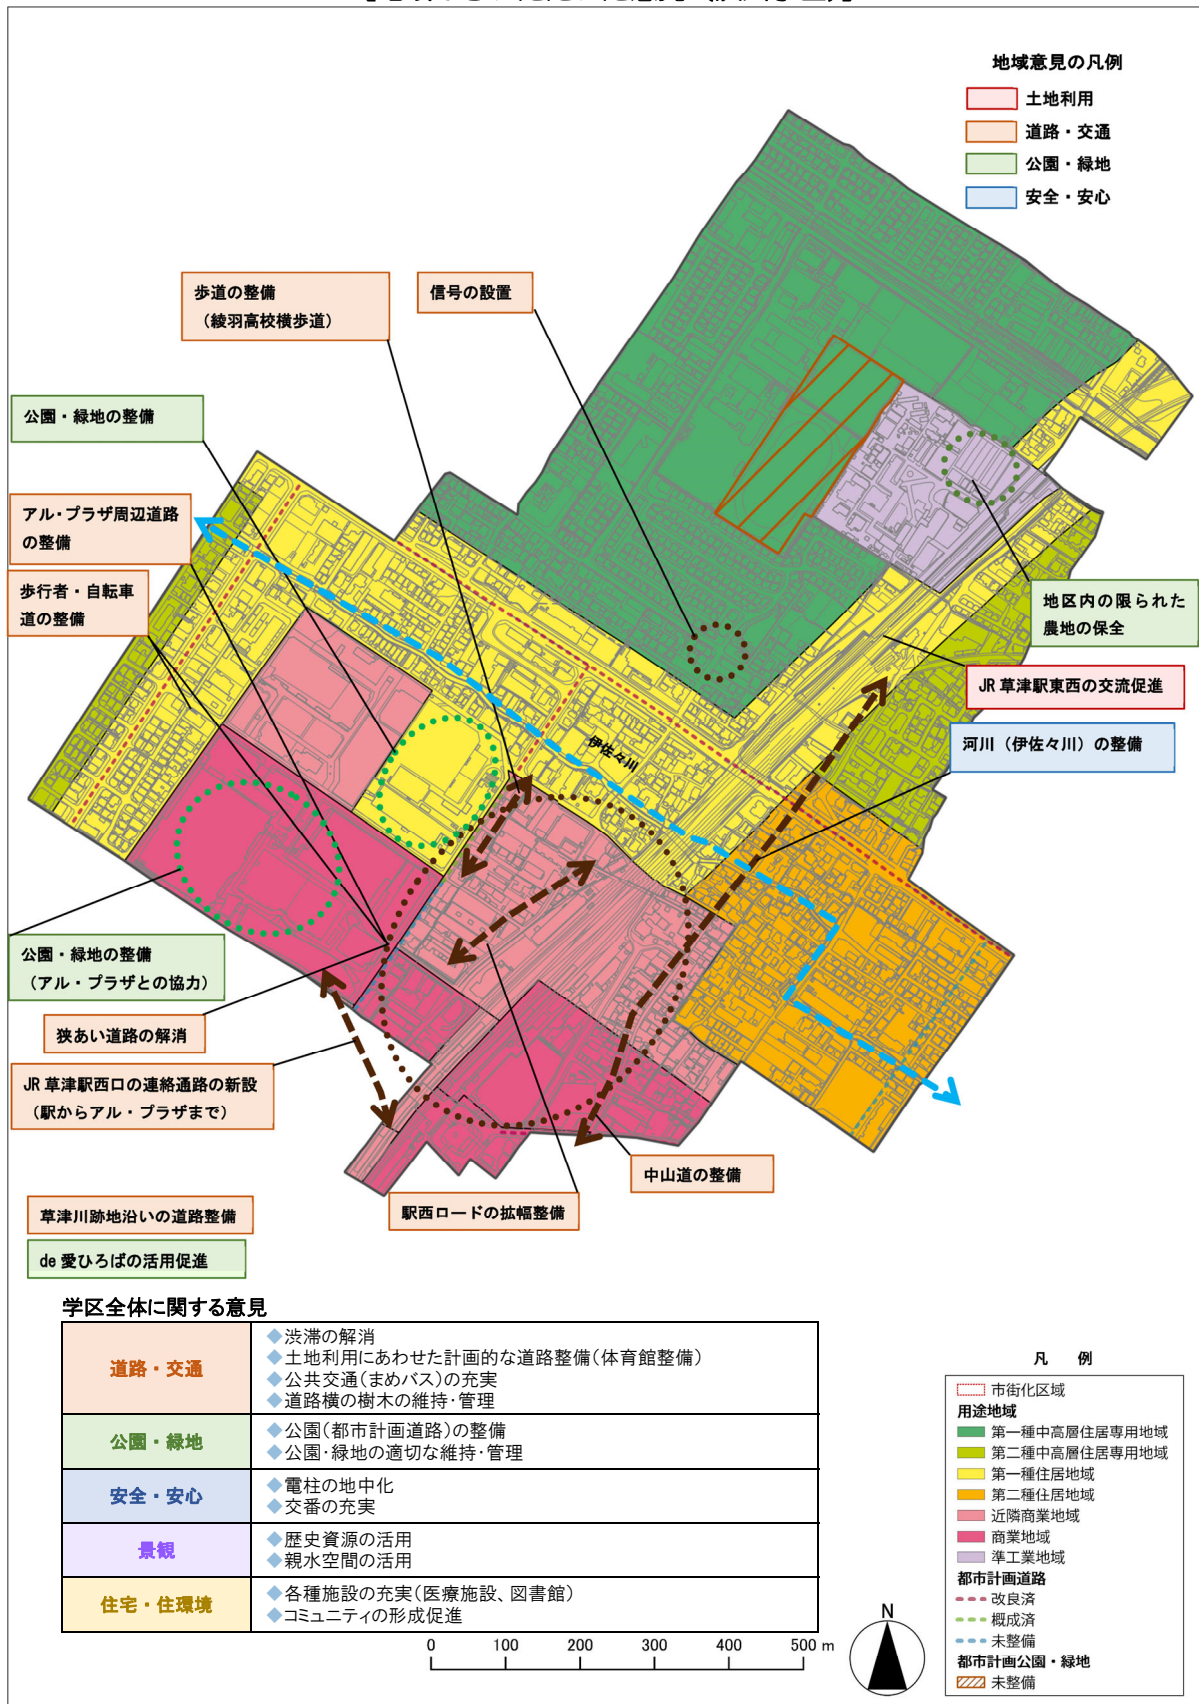 地域意見の凡例
土地利用
道路・交通
公園・緑地
安全・安心
歩道の整備
（綾羽高校横歩道）
信号の設置
公園・緑地の整備
アル・プラザ周辺道路
の整備
歩行者・自転車
道の整備
地区内の限られた
農地の保全
JR 草津駅東西の交流促進
河川（伊佐々川）の整備
伊佐々川
公園・緑地の整備
（アル・プラザとの協力）
狭あい道路の解消
JR 草津駅西口の連絡通路の新設
（駅からアル・プラザまで）
中山道の整備
駅西ロードの拡幅整備
草津川跡地沿いの道路整備
de 愛ひろばの活用促進
学区全体に関する意見
道路・交通
◆渋滞の解消
◆土地利用にあわせた計画的な道路整備（体育館整備）
◆公共交通（まめバス）の充実
◆道路横の樹木の維持・管理
公園・緑地
◆公園（都市計画道路）の整備
◆公園・緑地の適切な維持・管理
安全・安心
◆電柱の地中化
◆交番の充実
景観
◆歴史資源の活用
◆親水空間の活用
住宅・住環境
◆各種施設の充実（医療施設、図書館）
◆コミュニティの形成促進
0 100 200 300 400 500 m
N
凡 例
市街化区域
用途地域
第一種中高層住居専用地域
第二種中高層住居専用地域
第一種住居地域
第二種住居地域
近隣商業地域
商業地域
準工業地域
都市計画道路
改良済
概成済
未整備
都市計画公園・緑地
未整備